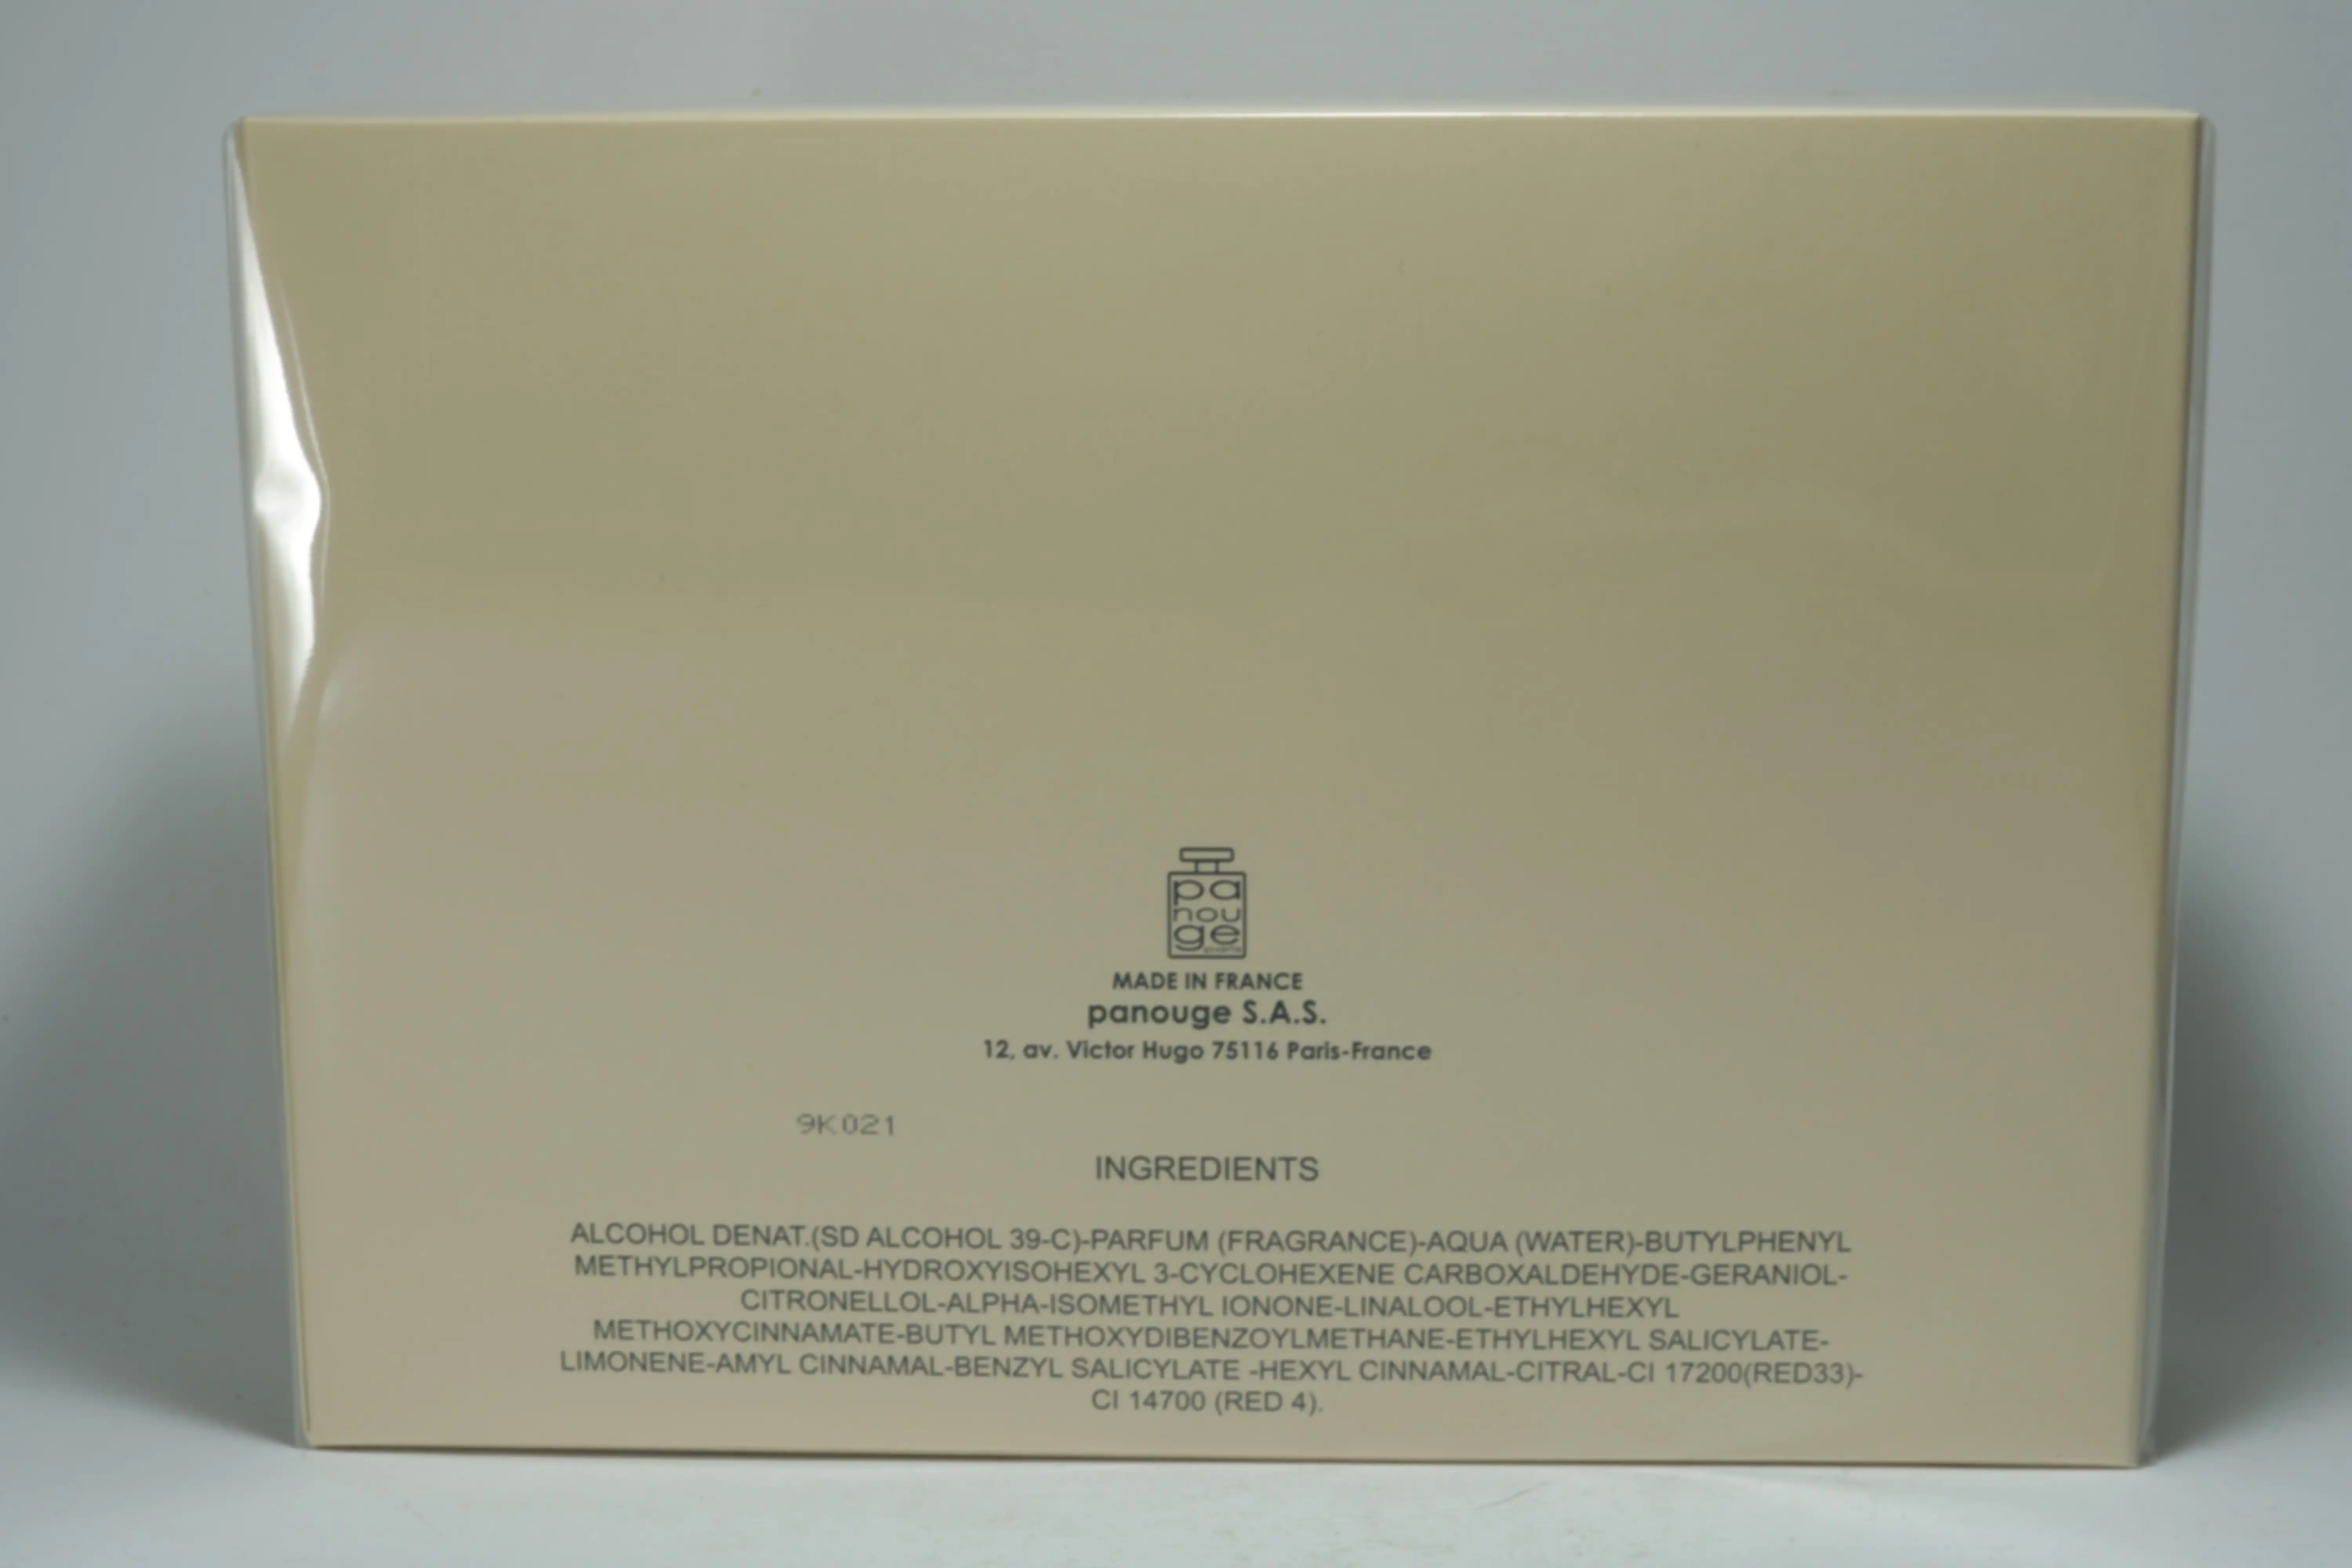 pa
nou
ge
MADE IN FRANCE
panouge S.A.S.
12, av. Victor Hugo 75116 Paris-France
9K021
INGREDIENTS
ALCOHOL DENAT.(SD ALCOHOL 39-C)-PARFUM (FRAGRANCE)-AQUA (WATER)-BUTYLPHENYL
METHYLPROPIONAL-HYDROXYISOHEXYL 3-CYCLOHEXENE CARBOXALDEHYDE-GERANIOL-
CITRONELLOL-ALPHA-ISOMETHYL IONONE-LINALOOL-ETHYLHEXYL
METHOXYCINNAMATE-BUTYL METHOXYDIBENZOYLMETHANE-ETHYLHEXYL SALICYLATE-
LIMONENE-AMYL CINNAMAL-BENZYL SALICYLATE -HEXYL CINNAMAL-CITRAL-CI 17200(RED33)-
CI 14700 (RED 4).